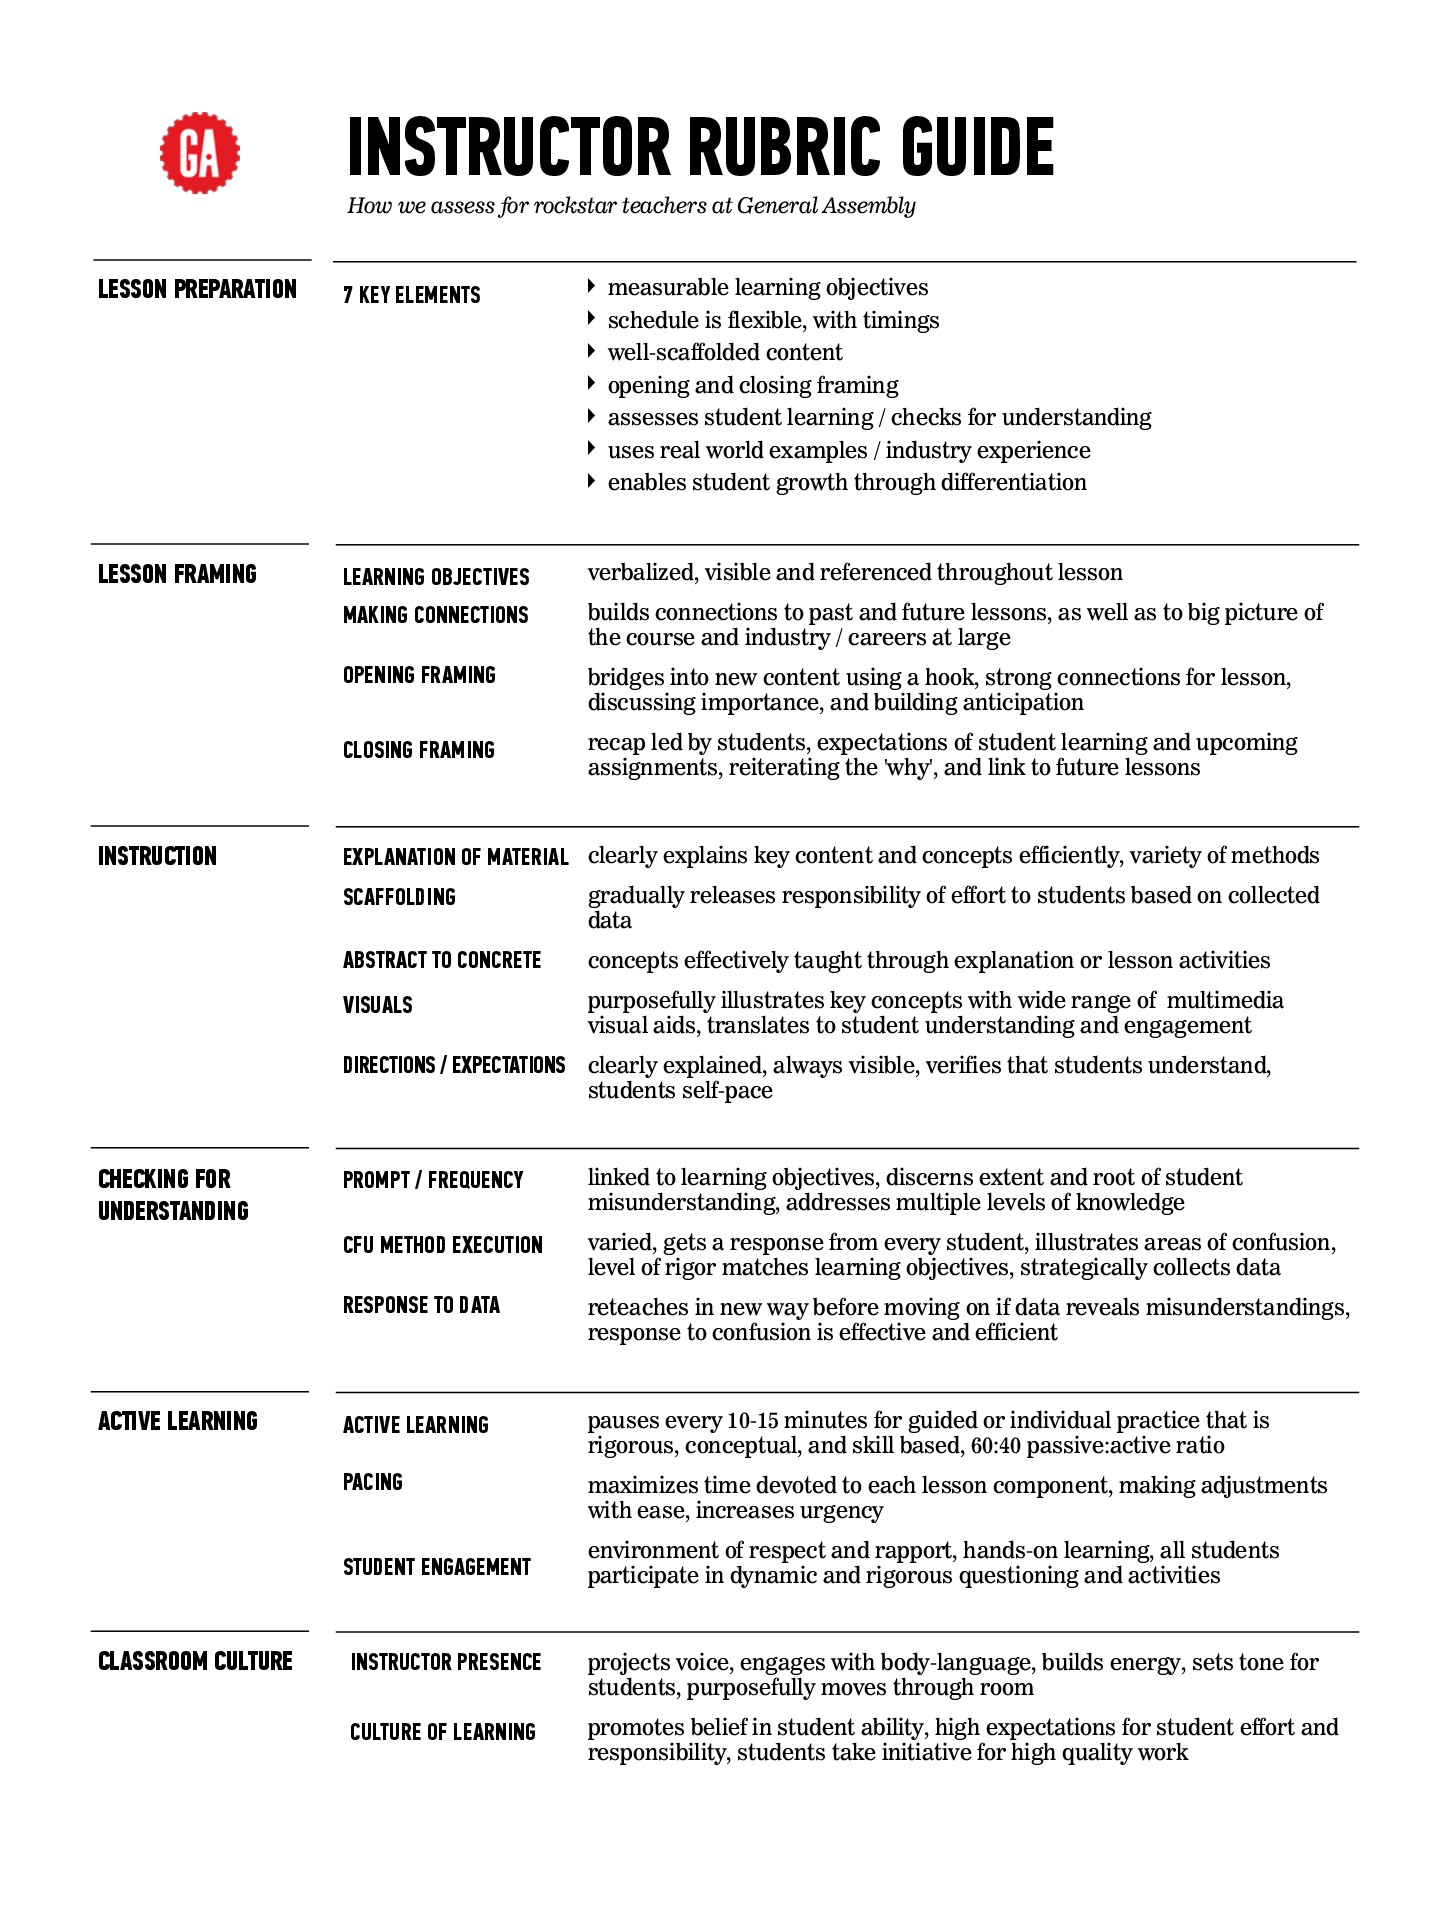 GA
INSTRUCTOR RUBRIC GUIDE
How we assess for rockstar teachers at General Assembly
LESSON PREPARATION
7 KEY ELEMENTS
measurable learning objectives
schedule is flexible, with timings
well-scaffolded content
opening and closing framing
assesses student learning / checks for understanding
uses real world examples / industry experience
enables student growth through differentiation
LESSON FRAMING
LEARNING OBJECTIVES
verbalized, visible and referenced throughout lesson
MAKING CONNECTIONS
builds connections to past and future lessons, as well as to big picture of
the course and industry / careers at large
OPENING FRAMING
bridges into new content using a hook, strong connections for lesson,
discussing importance, and building anticipation
CLOSING FRAMING
recap led by students, expectations of student learning and upcoming
assignments, reiterating the 'why', and link to future lessons
INSTRUCTION
EXPLANATION OF MATERIAL
clearly explains key content and concepts efficiently, variety of methods
SCAFFOLDING
gradually releases responsibility of effort to students based on collected
data
ABSTRACT TO CONCRETE
concepts effectively taught through explanation or lesson activities
VISUALS
purposefully illustrates key concepts with wide range of multimedia
visual aids, translates to student understanding and engagement
DIRECTIONS / EXPECTATIONS
clearly explained, always visible, verifies that students understand,
students self-pace
CHECKING FOR
UNDERSTANDING
PROMPT / FREQUENCY
linked to learning objectives, discerns extent and root of student
misunderstanding, addresses multiple levels of knowledge
CFU METHOD EXECUTION
varied, gets a response from every student, illustrates areas of confusion,
level of rigor matches learning objectives, strategically collects data
RESPONSE TO DATA
reteaches in new way before moving on if data reveals misunderstandings,
response to confusion is effective and efficient
ACTIVE LEARNING
ACTIVE LEARNING
pauses every 10-15 minutes for guided or individual practice that is
rigorous, conceptual, and skill based, 60:40 passive:active ratio
PACING
maximizes time devoted to each lesson component, making adjustments
with ease, increases urgency
STUDENT ENGAGEMENT
environment of respect and rapport, hands-on learning, all students
participate in dynamic and rigorous questioning and activities
CLASSROOM CULTURE
INSTRUCTOR PRESENCE
projects voice, engages with body-language, builds energy, sets tone for
students, purposefully moves through room
CULTURE OF LEARNING
promotes belief in student ability, high expectations for student effort and
responsibility, students take initiative for high quality work